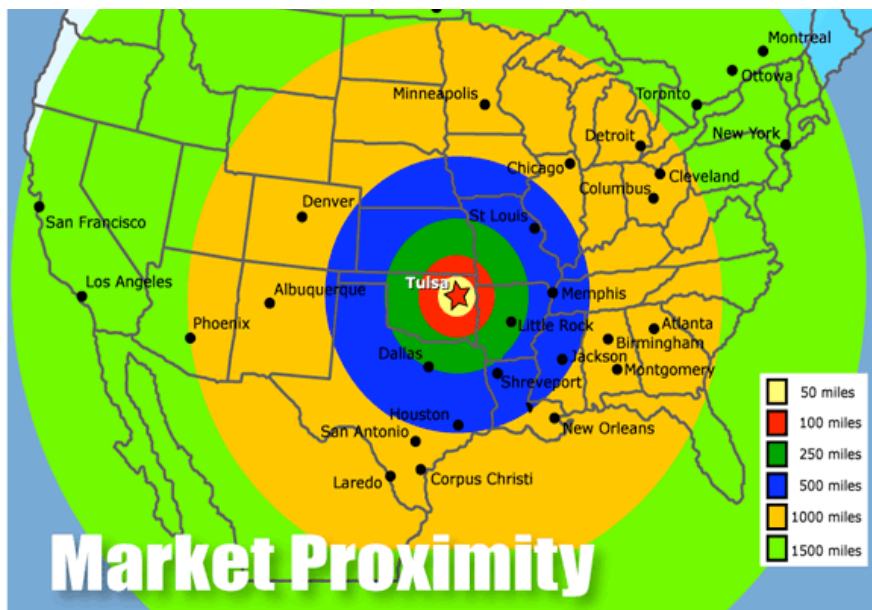 Montreal
Ottawa
Minneapolis
Toronto
Detroit
New York
Chicago
Cleveland
Columbus
Denver
St Louis
San Francisco
Tulsa
Los Angeles
Albuquerque
Memphis
Phoenix
Little Rock
Atlanta
Birmingham
Dallas
Jackson
Montgomery
Shreveport
Houston
New Orleans
San Antonio
Laredo
Corpus Christi
50 miles
100 miles
250 miles
500 miles
1000 miles
1500 miles
Market Proximity